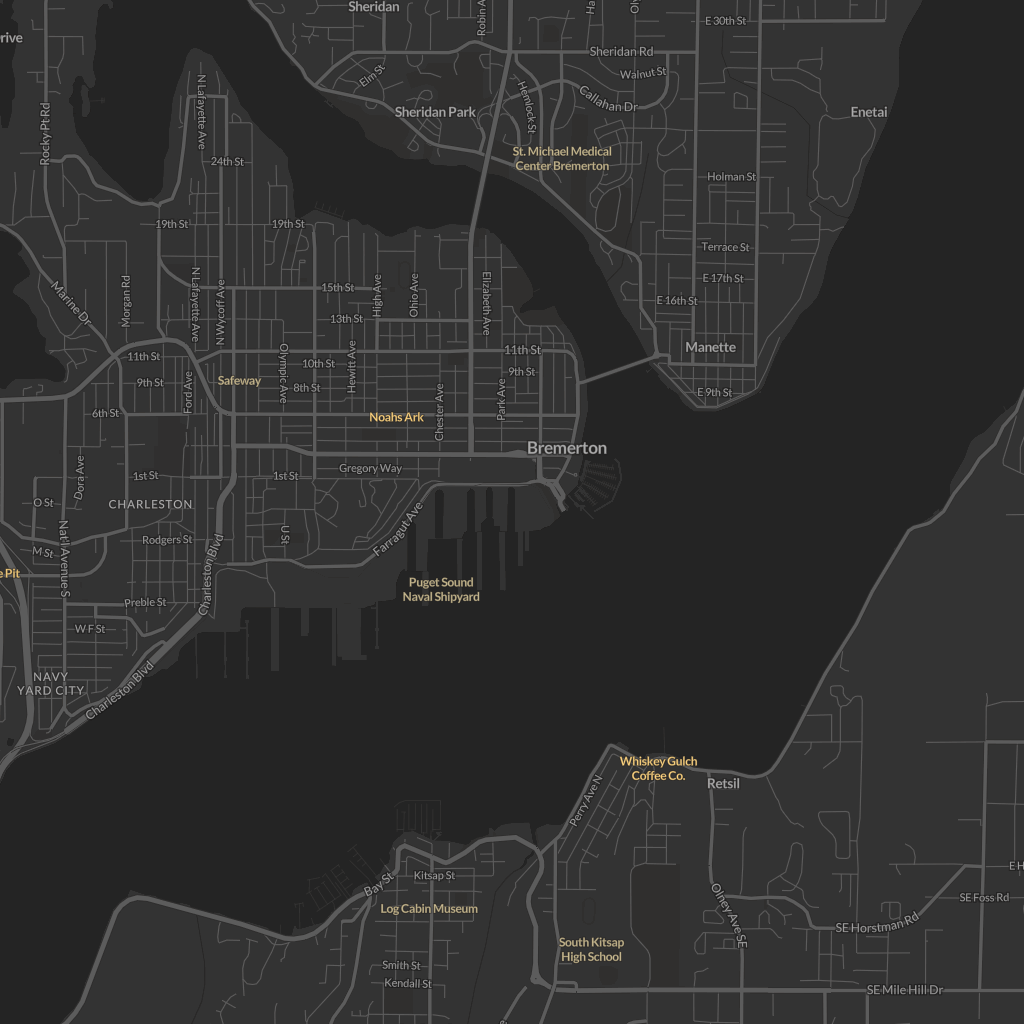 Sheridan
Robin A
Ha
Oly
E 30th St
rive
Sheridan Rd
Elm St
Walnut St
N Lafayette Ave
Hemlock St
Callahan Dr
Rocky Pt Rd
Sheridan Park
Enetai
24th St
St. Michael Medical
Center Bremerton
Holman St
19th St
19th St
Terrace St
Marine Dr
Morgan Rd
N Lafayette Ave
N Wycoff Ave
15th St
High Ave
Ohio Ave
Elizabeth Ave
E 17th St
E 16th St
13th St
11th St
Olympic Ave
10th St
Hewitt Ave
11th St
Manette
9th St
Ford Ave
Safeway
8th St
9th St
Park Ave
E 9th St
6th St
Noahs Ark
Chester Ave
Bremerton
Dora Ave
1st St
1st St
Gregory Way
O St
CHARLESTON
M St
Nat'l Avenue S
Rodgers St
U St
Farragut Ave
Charleston Blvd
e Pit
Puget Sound
Naval Shipyard
Preble St
W F St
NAVY
YARD CITY
Charleston Blvd
Whiskey Gulch
Coffee Co.
Perry Ave N
Retsil
Bay St
Kitsap St
E H
SE Foss Rd
Log Cabin Museum
Olney Ave SE
SE Horstman Rd
South Kitsap
High School
Smith St
Kendall St
SE Mile Hill Dr